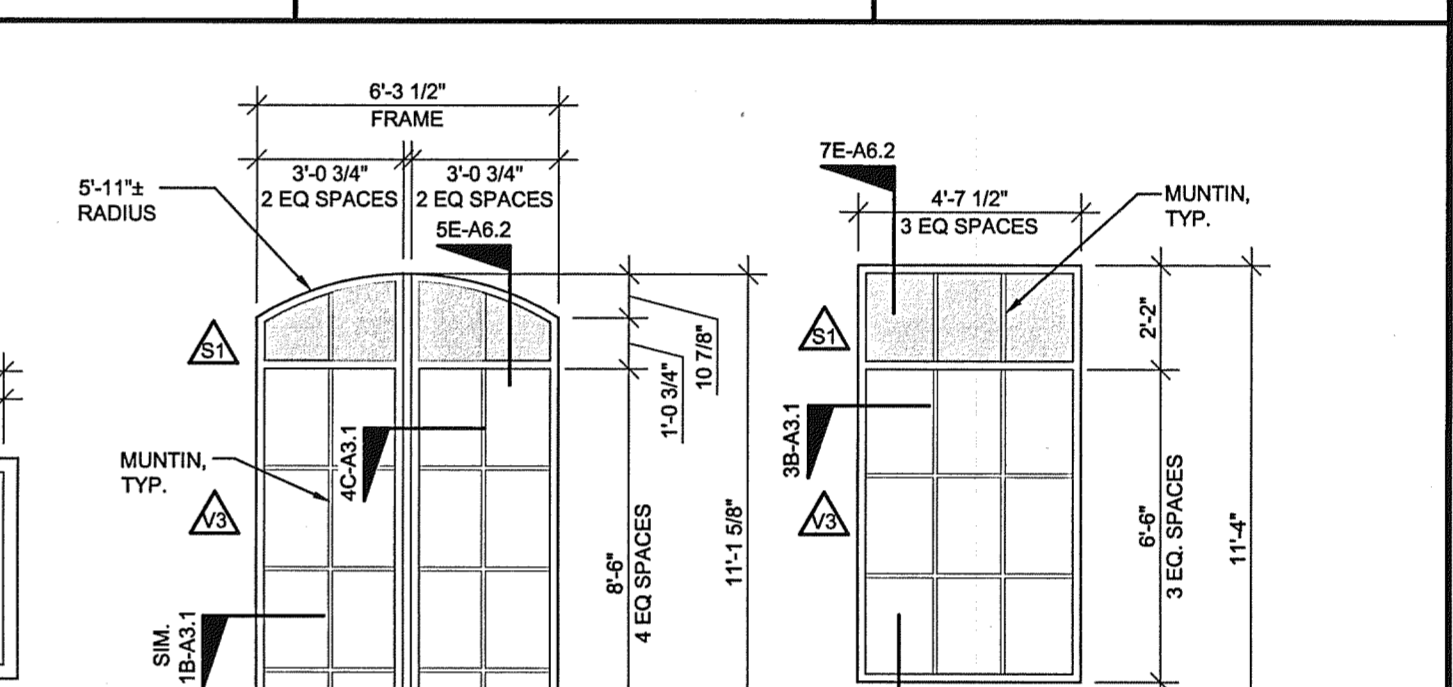 6'-3 1/2"
FRAME
3'-0 3/4"
2 EQ SPACES
3'-0 3/4"
2 EQ SPACES
5'-11"±
RADIUS
5E-A6.2
S1
10 7/8"
1'-0 3/4"
4C-A3.1
MUNTIN,
TYP.
V3
8'-6"
4 EQ SPACES
11'-1 5/8"
SIM.
1B-A3.1
7E-A6.2
4'-7 1/2"
3 EQ SPACES
MUNTIN,
TYP.
S1
2'-2"
3B-A3.1
V3
6'-6"
3 EQ. SPACES
11'-4"